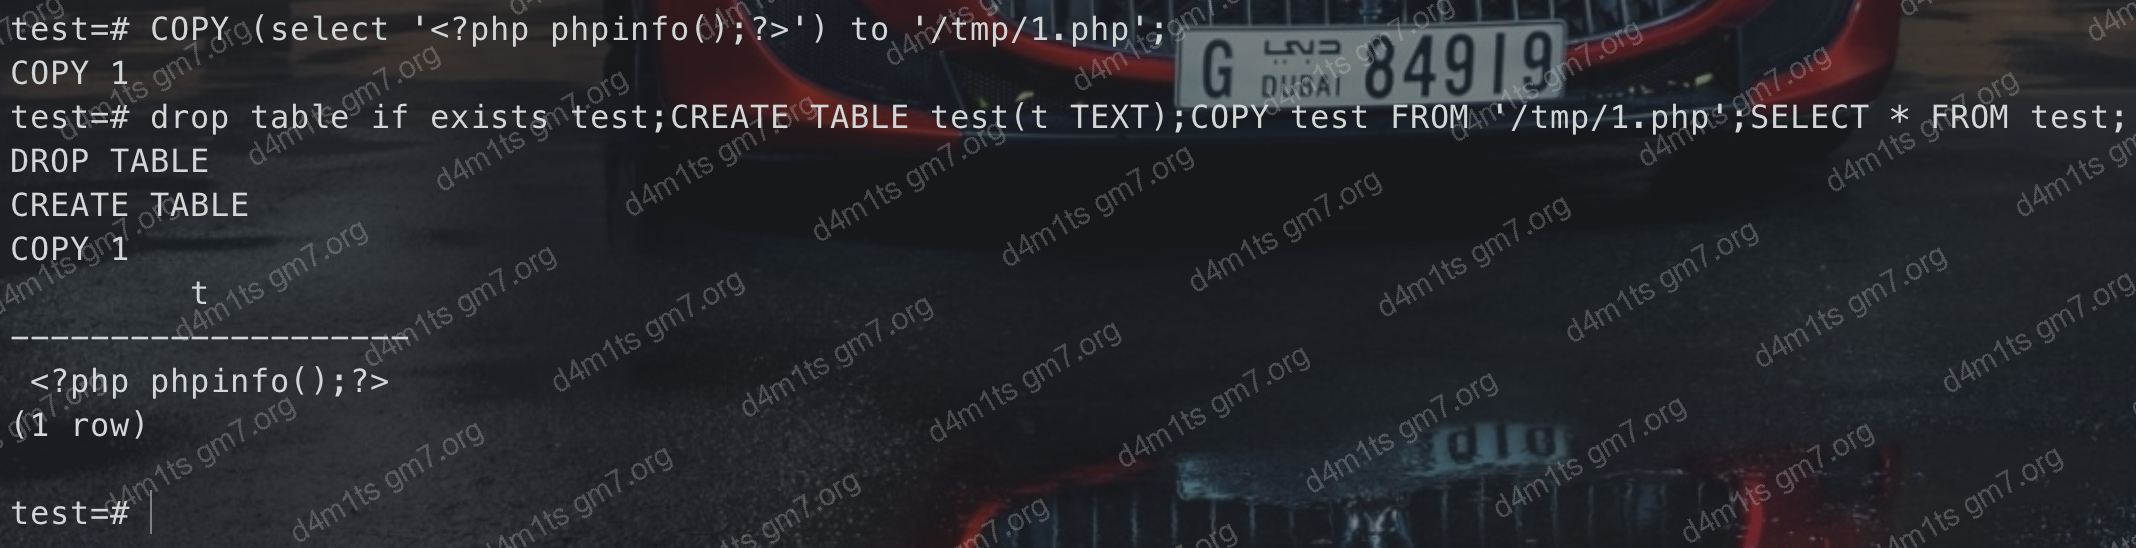 test=# COPY (select '<?php phpinfo();?>') to '/tmp/1.php';
COPY 1
G دبي DUBAI 84919
test=# drop table if exists test;CREATE TABLE test(t TEXT);COPY test FROM '/tmp/1.php';SELECT * FROM test;
DROP TABLE
CREATE TABLE
COPY 1
t
--------------------
<?php phpinfo();?>
(1 row)
test=#
d4m1ts gm7.org